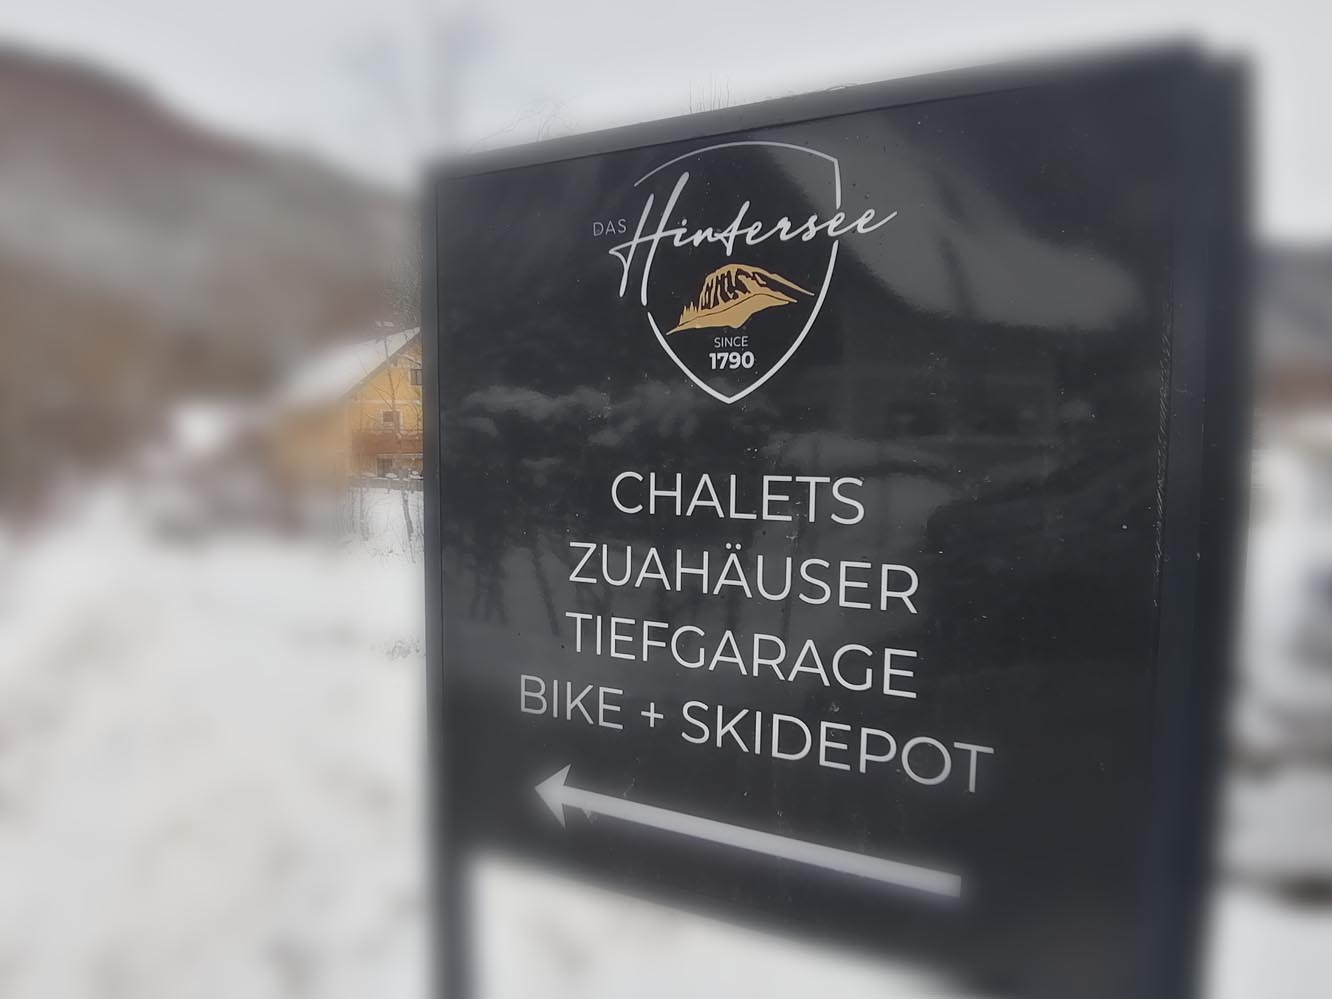 DAS Hintersee
SINCE
1790
CHALETS
ZUAHÄUSER
TIEFGARAGE
BIKE + SKIDEPOT